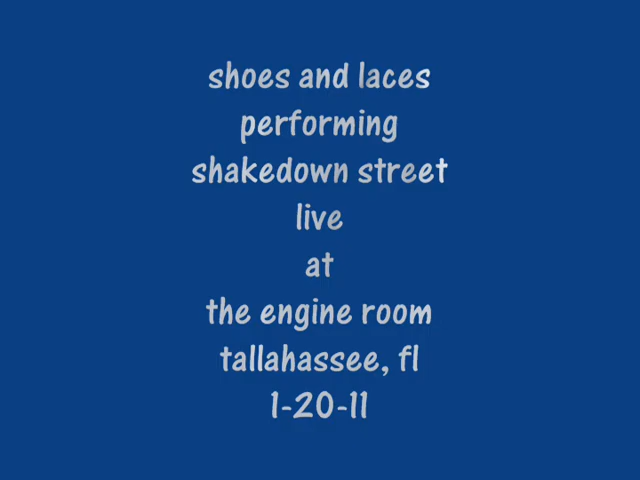 shoes and laces
performing
shakedown street
live
at
the engine room
tallahassee, fl
1-20-11